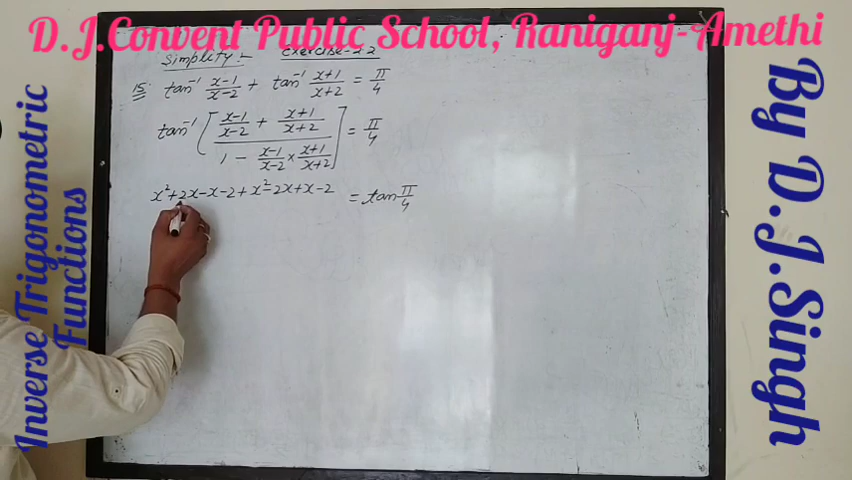 D.J.Convent Public School, Raniganj-Amethi
Simplify :- Exercise-2.2
15. tan⁻¹ (x-1)/(x-2) + tan⁻¹ (x+1)/(x+2) = π/4
tan⁻¹ [ ( (x-1)/(x-2) + (x+1)/(x+2) ) / ( 1 - (x-1)/(x-2) × (x+1)/(x+2) ) ] = π/4
x²+2x-x-2+x²-2x+x-2 = tan π/4
Inverse Trigonometric
Functions
By D.J.Singh